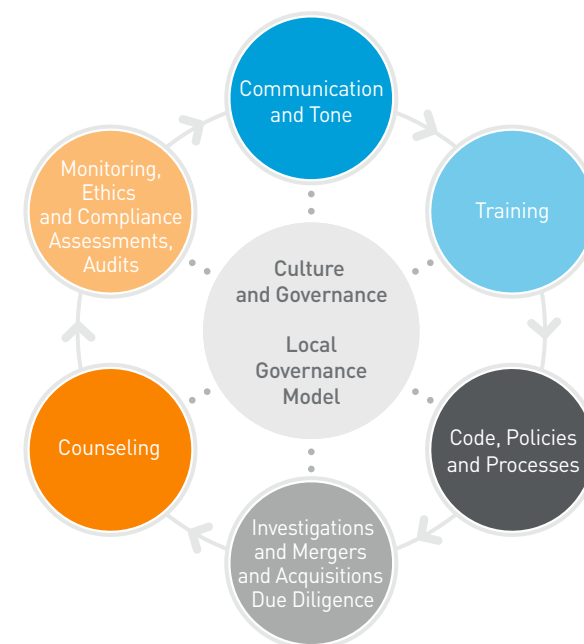 Communication
and Tone
Training
Code, Policies
and Processes
Investigations
and Mergers
and Acquisitions
Due Diligence
Counseling
Monitoring,
Ethics
and Compliance
Assessments,
Audits
Culture
and Governance
Local
Governance
Model